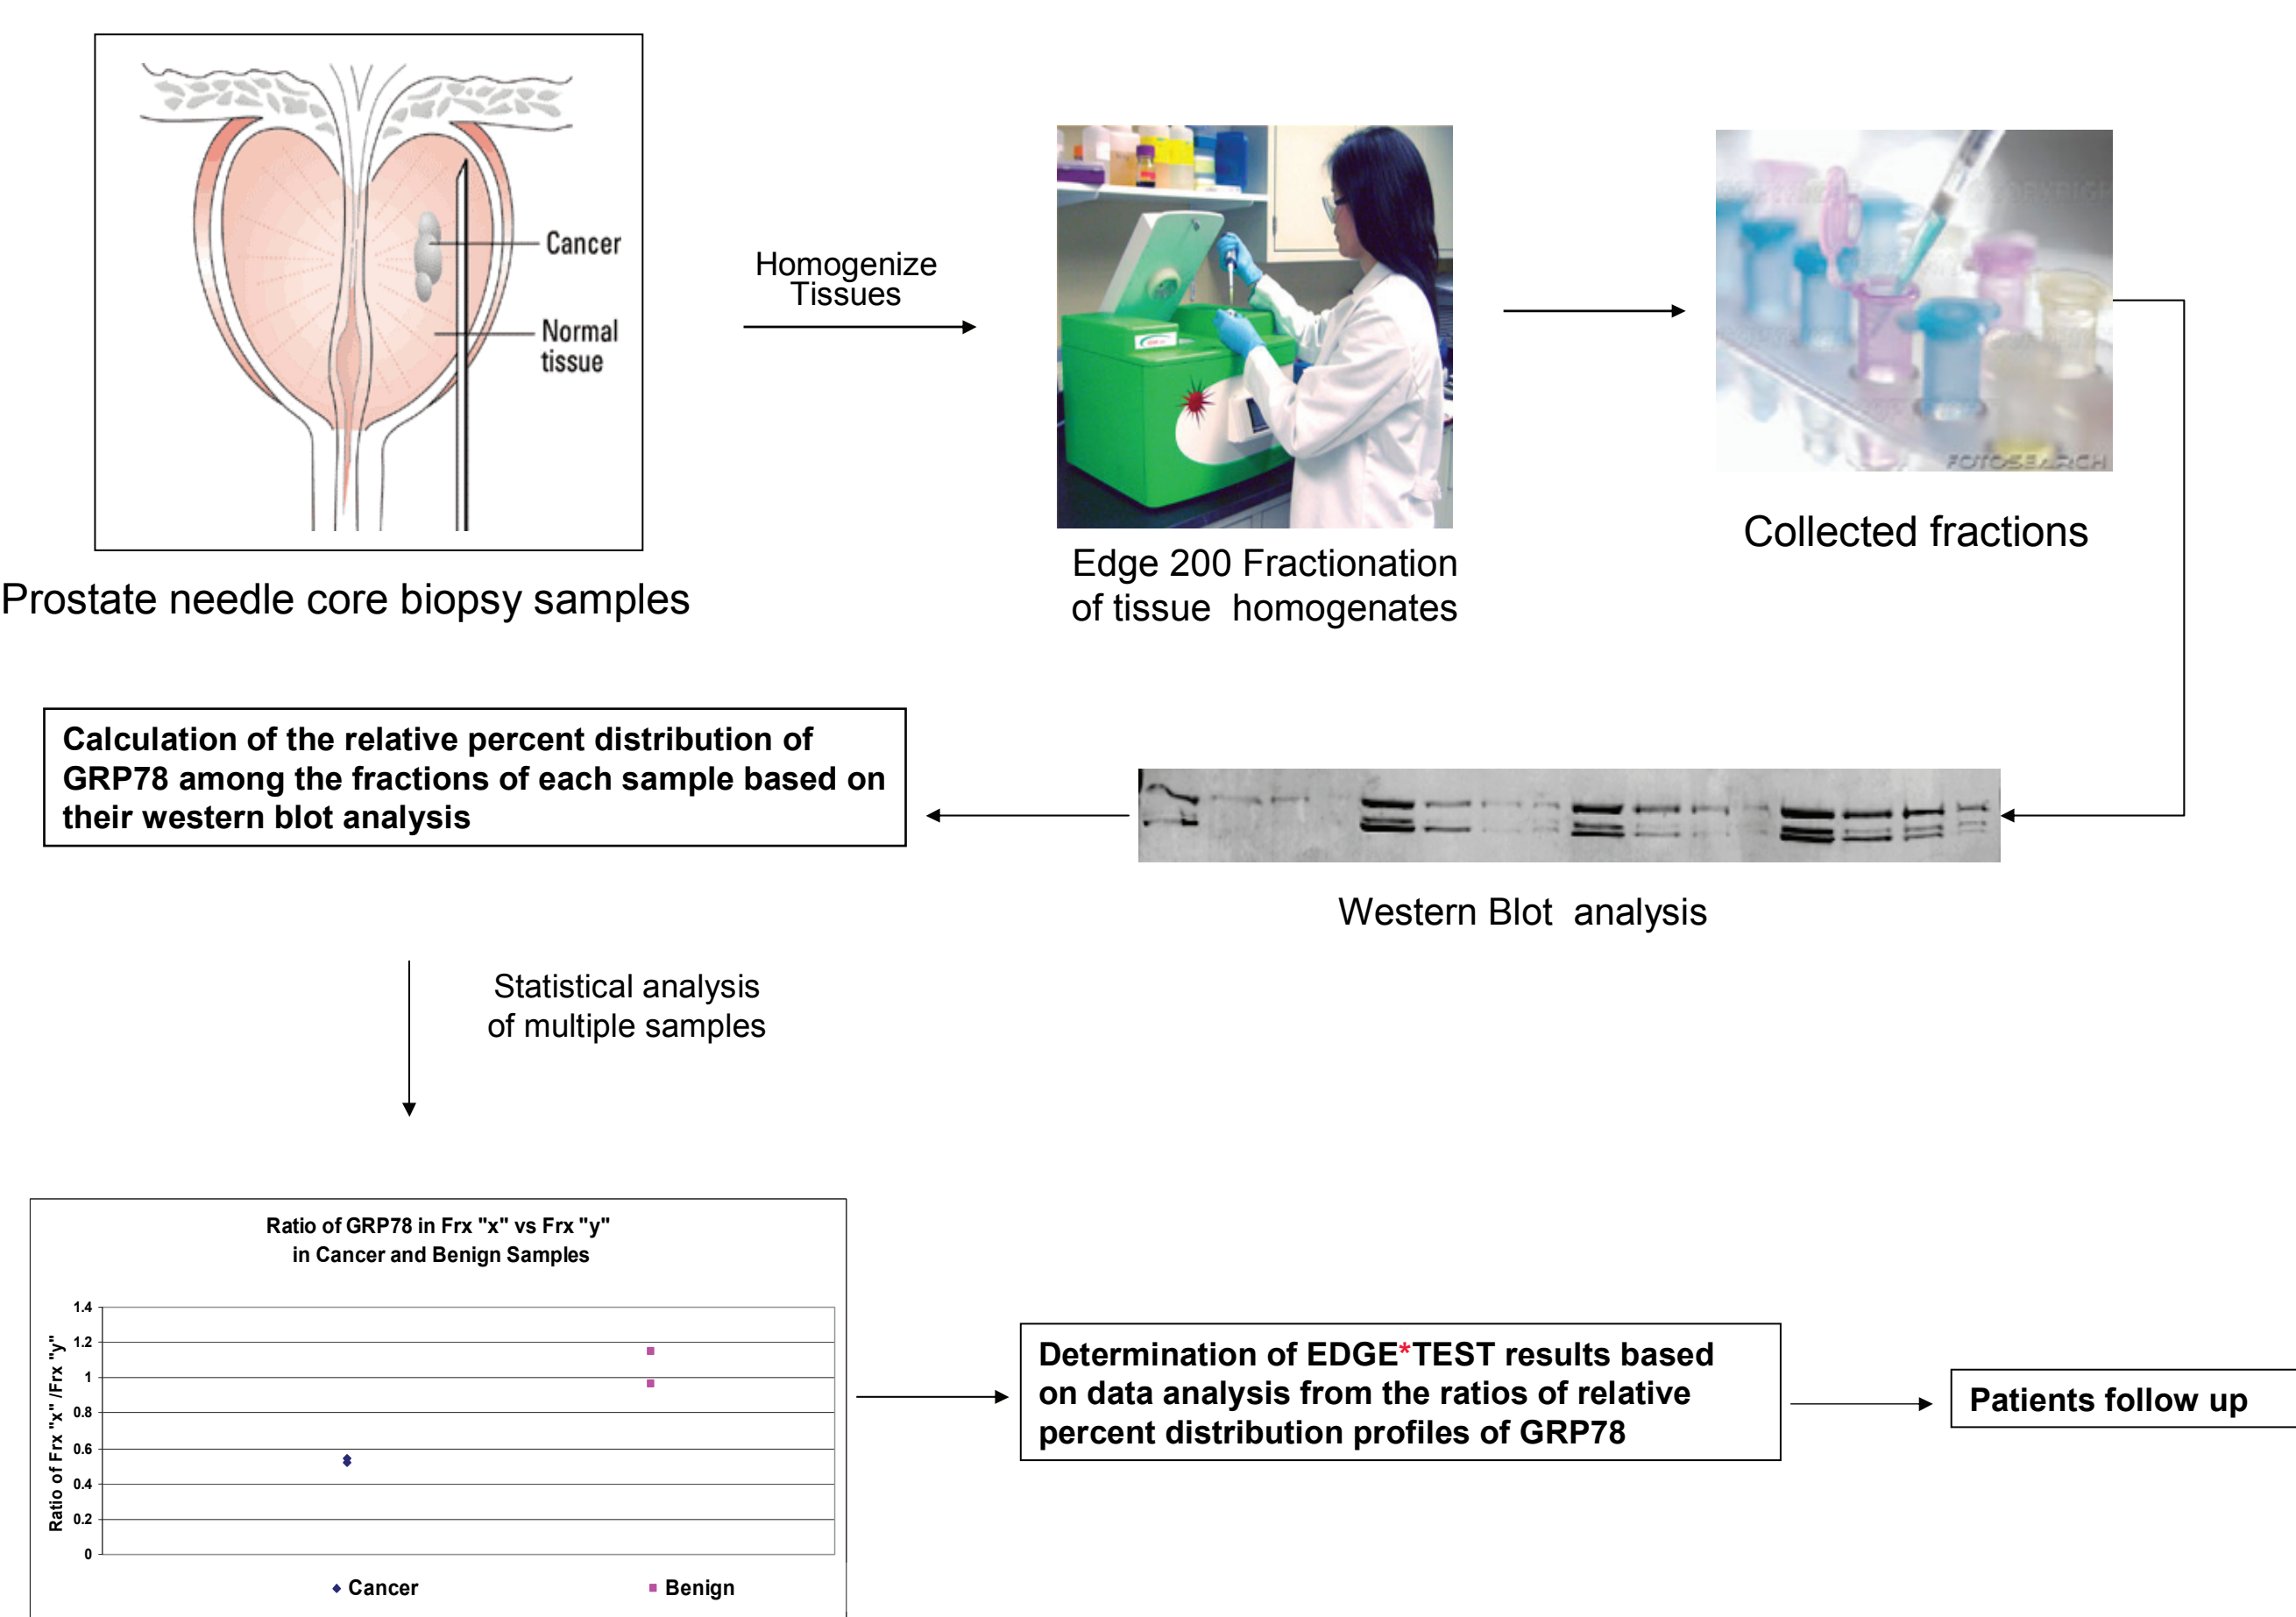 Cancer
Normal
tissue
Prostate needle core biopsy samples
Homogenize
Tissues
Edge 200 Fractionation
of tissue homogenates
FOTOSEARCH
Collected fractions
Western Blot analysis
Calculation of the relative percent distribution of
GRP78 among the fractions of each sample based on
their western blot analysis
Statistical analysis
of multiple samples
Ratio of GRP78 in Frx "x" vs Frx "y"
in Cancer and Benign Samples
Ratio of Frx "x" /Frx "y"
1.4
1.2
1
0.8
0.6
0.4
0.2
0
Cancer
Benign
Determination of EDGE*TEST results based
on data analysis from the ratios of relative
percent distribution profiles of GRP78
Patients follow up